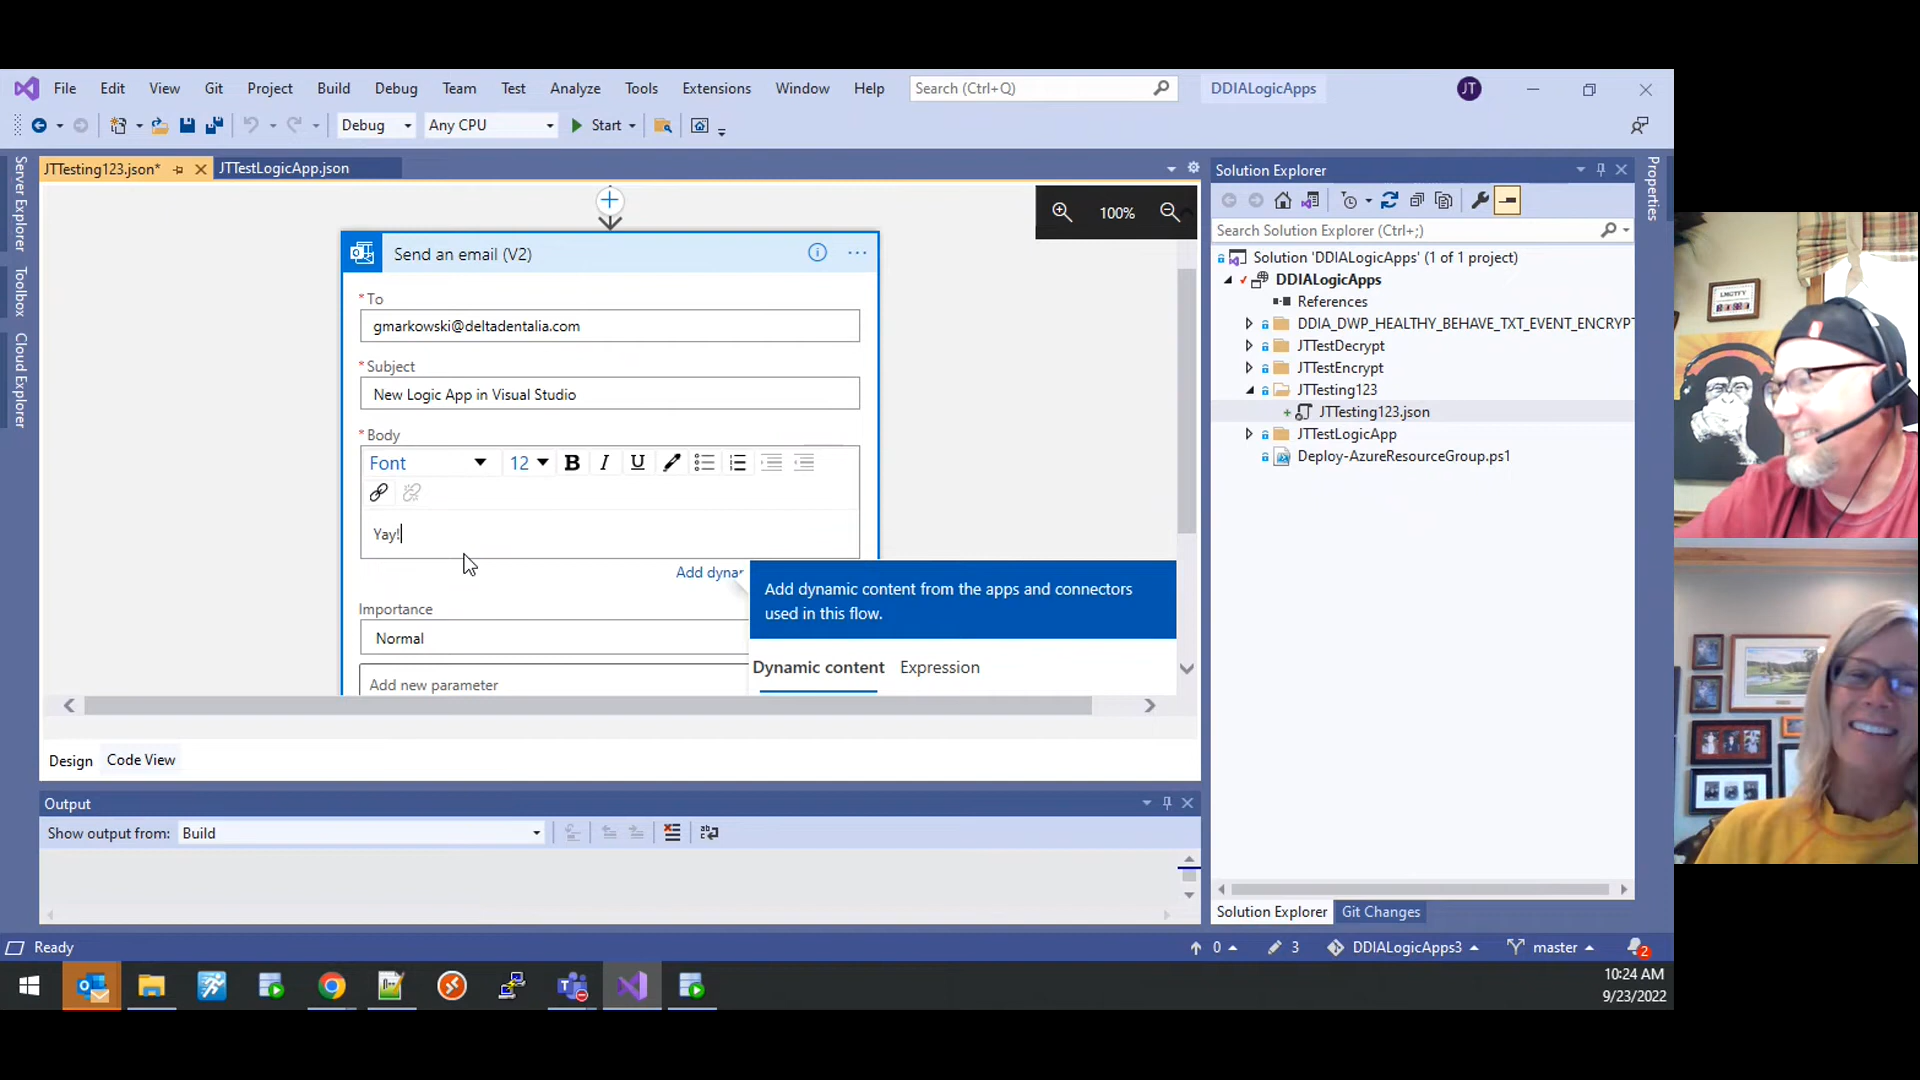 File Edit View Git Project Build Debug Team Test Analyze Tools Extensions Window Help Search (Ctrl+Q) DDIALogicApps JT
Debug Any CPU Start
Server Explorer
Toolbox
Cloud Explorer
JTTesting123.json* JTTestLogicApp.json
100%
Send an email (V2)
* To
gmarkowski@deltadentalia.com
* Subject
New Logic App in Visual Studio
* Body
Font 12 B I U
Yay!
Add dynar
Add dynamic content from the apps and connectors
used in this flow.
Dynamic content Expression
Importance
Normal
Add new parameter
Design Code View
Output
Show output from: Build
Solution Explorer
Search Solution Explorer (Ctrl+;)
Solution 'DDIALogicApps' (1 of 1 project)
DDIALogicApps
References
DDIA_DWP_HEALTHY_BEHAVE_TXT_EVENT_ENCRYPT
JTTestDecrypt
JTTestEncrypt
JTTesting123
JTTesting123.json
JTTestLogicApp
Deploy-AzureResourceGroup.ps1
Solution Explorer Git Changes
Properties
Ready 0 3 DDIALogicApps3 master 2
10:24 AM
9/23/2022
LMGTFY